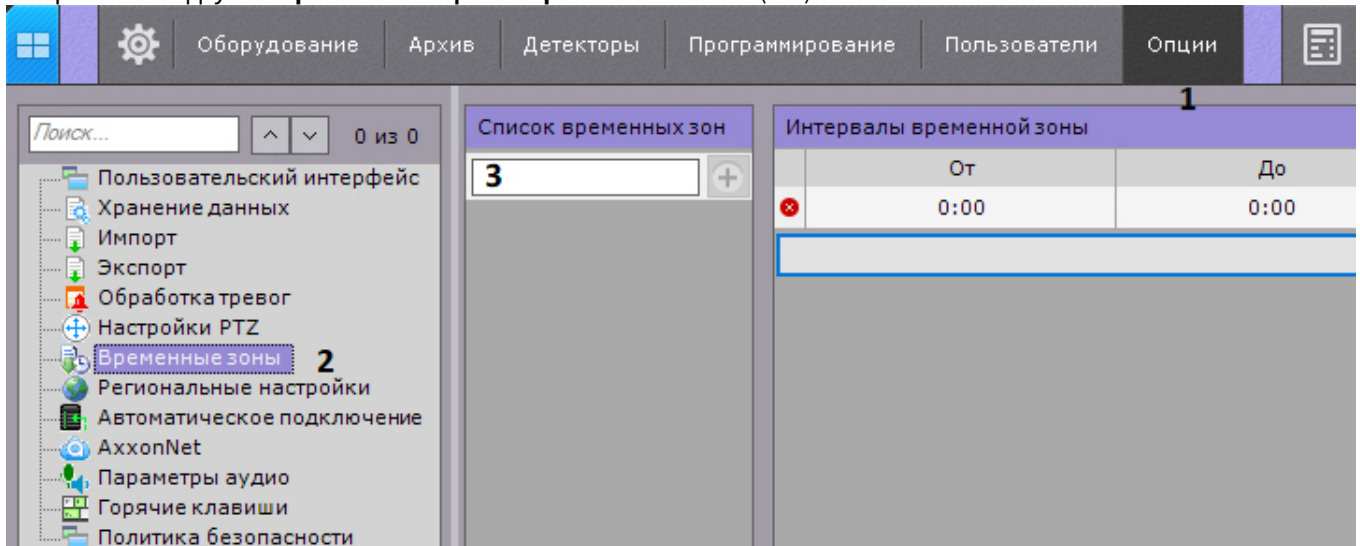 Оборудование Архив Детекторы Программирование Пользователи Опции
1
Поиск... 0 из 0
Список временных зон
Интервалы временной зоны
3
От До
0:00 0:00
Пользовательский интерфейс
Хранение данных
Импорт
Экспорт
Обработка тревог
Настройки PTZ
Временные зоны 2
Региональные настройки
Автоматическое подключение
AxxonNet
Параметры аудио
Горячие клавиши
Политика безопасности